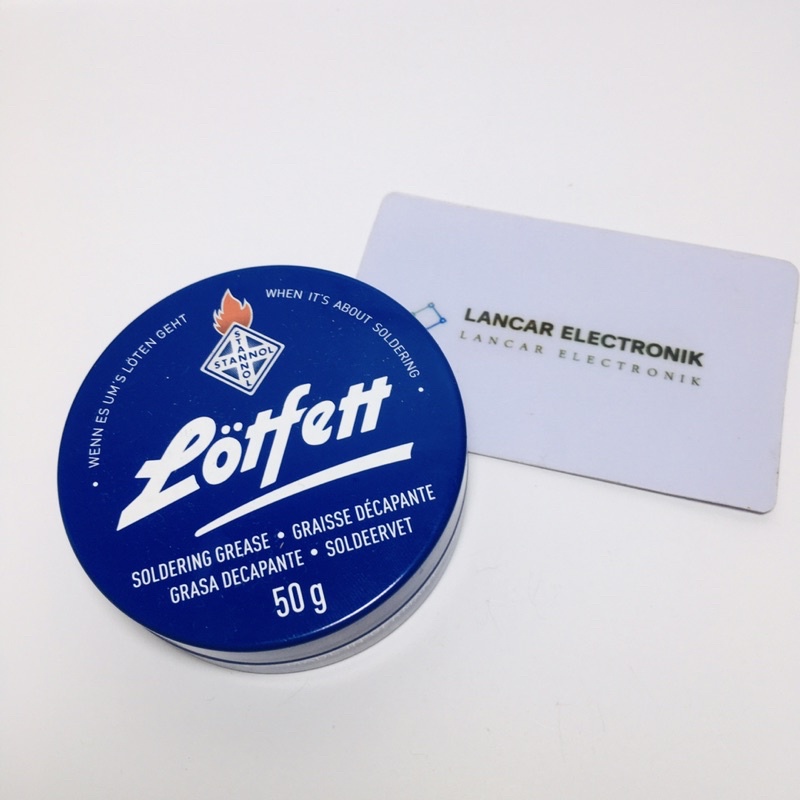 WENN ES UM'S LÖTEN GEHT
WHEN IT'S ABOUT SOLDERING
STANNOL
STANNOL
Lötfett
SOLDERING GREASE • GRAISSE DÉCAPANTE
GRASA DECAPANTE • SOLDEERVET
50 g
LANCAR ELECTRONIK
LANCAR ELECTRONIK